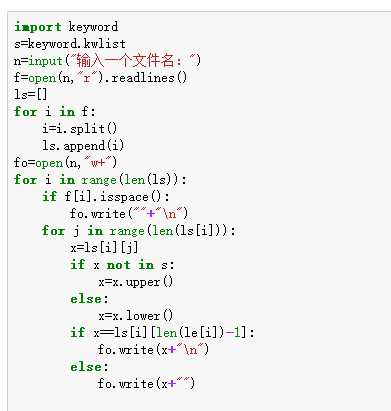 import keyword
s=keyword.kwlist
n=input("输入一个文件名：")
f=open(n,"r").readlines()
ls=[]
for i in f:
    i=i.split()
    ls.append(i)
fo=open(n,"w+")
for i in range(len(ls)):
    if f[i].isspace():
        fo.write(""+"\n")
    for j in range(len(ls[i])):
        x=ls[i][j]
        if x not in s:
            x=x.upper()
        else:
            x=x.lower()
        if x==ls[i][len(le[i])-1]:
            fo.write(x+"\n")
        else:
            fo.write(x+"")